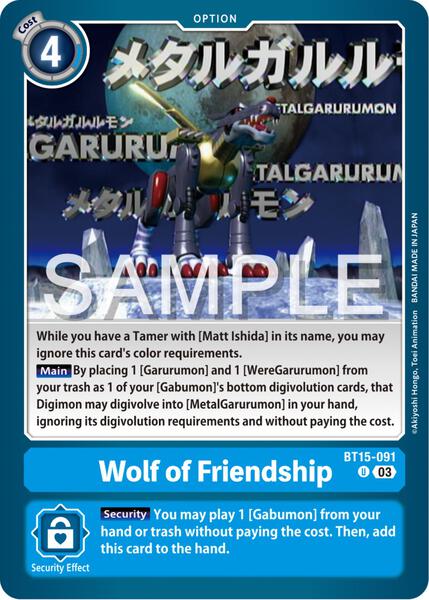 OPTION
Cost
4
メタルガルル
TALGARURUMON
メタルガルルモン
GARURU
TALGARURUM
メタル
モン
SAMPLE
©Akiyoshi Hongo, Toei Animation BANDAI MADE IN JAPAN
While you have a Tamer with [Matt Ishida] in its name, you may
ignore this card's color requirements.
Main By placing 1 [Garurumon] and 1 [WereGarurumon] from
your trash as 1 of your [Gabumon]'s bottom digivolution cards, that
Digimon may digivolve into [MetalGarurumon] in your hand,
ignoring its digivolution requirements and without paying the cost.
BT15-091
Wolf of Friendship
U 03
Security You may play 1 [Gabumon] from your
hand or trash without paying the cost. Then, add
this card to the hand.
Security Effect